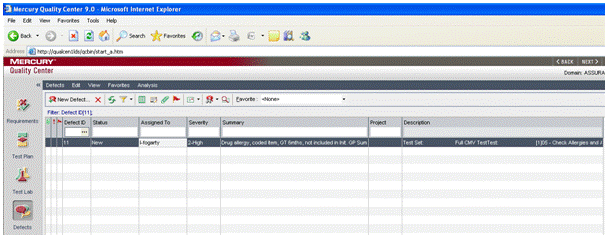 Mercury Quality Center 9.0 - Microsoft Internet Explorer
File Edit View Favorites Tools Help
Back Search Favorites
Address http://qualcen/ids/qcbin/start_a.htm
MERCURY BACK NEXT
Quality Center Domain: ASSURA
Defects Edit View Favorites Analysis
New Defect... Favorite: <None>
Requirements
Filter: Defect ID[11];
Defect ID Status Assigned To Severity Summary Project Description
11 New i-fogarty 2-High Drug allergy, coded item, GT 6mths, not included in Init. GP Sum Test Set: Full CMV TestTest: [1]05 - Check Allergies and A
Test Plan
Test Lab
Defects